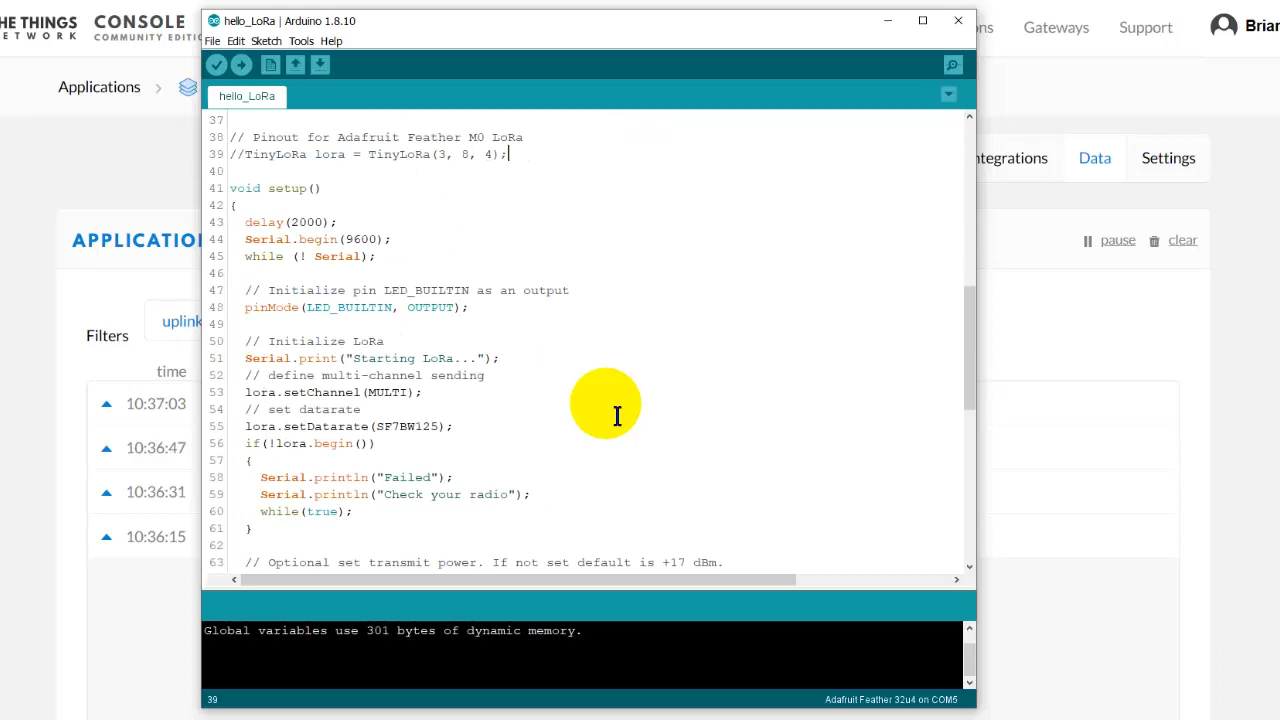 THE THINGS
NETWORK
CONSOLE
COMMUNITY EDITIO
Gateways
Support
Brian
Applications
hello_LoRa | Arduino 1.8.10
File Edit Sketch Tools Help
hello_LoRa
37
38 // Pinout for Adafruit Feather M0 LoRa
39 //TinyLoRa lora = TinyLoRa(3, 8, 4);
40
41 void setup()
42 {
43 delay(2000);
44 Serial.begin(9600);
45 while (! Serial);
46
47 // Initialize pin LED_BUILTIN as an output
48 pinMode(LED_BUILTIN, OUTPUT);
49
50 // Initialize LoRa
51 Serial.print("Starting LoRa...");
52 // define multi-channel sending
53 lora.setChannel(MULTI);
54 // set datarate
55 lora.setDatarate(SF7BW125);
56 if(!lora.begin())
57 {
58 Serial.println("Failed");
59 Serial.println("Check your radio");
60 while(true);
61 }
62
63 // Optional set transmit power. If not set default is +17 dBm.
Global variables use 301 bytes of dynamic memory.
39
Adafruit Feather 32u4 on COM5
ntegrations
Data
Settings
APPLICATIO
pause
clear
Filters
uplink
time
10:37:03
10:36:47
10:36:31
10:36:15